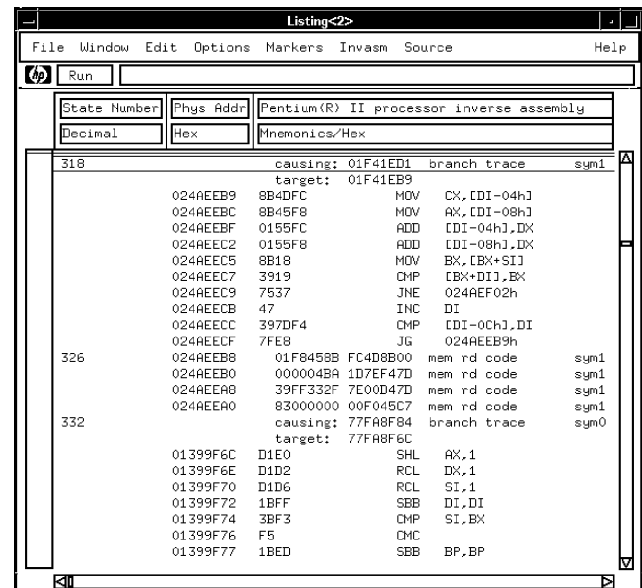 Listing<2>
File Window Edit Options Markers Invasm Source Help
hp Run
State Number Phys Addr Pentium(R) II processor inverse assembly
Decimal Hex Mnemonics/Hex
318 causing: 01F41ED1 branch trace sym1
target: 01F41EB9
024AEEB9 8B4DFC MOV CX,[DI-04h]
024AEEBC 8B45F8 MOV AX,[DI-08h]
024AEEBF 0155FC ADD [DI-04h],DX
024AEEC2 0155F8 ADD [DI-08h],DX
024AEEC5 8B18 MOV BX,[BX+SI]
024AEEC7 3919 CMP [BX+DI],BX
024AEEC9 7537 JNE 024AEF02h
024AEECB 47 INC DI
024AEECC 397DF4 CMP [DI-0Ch],DI
024AEECF 7FE8 JG 024AEEB9h
326 024AEEB8 01F8458B FC4D8B00 mem rd code sym1
024AEEB0 000004BA 1D7EF47D mem rd code sym1
024AEEA8 39FF332F 7E00D47D mem rd code sym1
024AEEA0 83000000 00F045C7 mem rd code sym1
332 causing: 77FA8F84 branch trace sym0
target: 77FA8F6C
01399F6C D1E0 SHL AX,1
01399F6E D1D2 RCL DX,1
01399F70 D1D6 RCL SI,1
01399F72 1BFF SBB DI,DI
01399F74 3BF3 CMP SI,BX
01399F76 F5 CMC
01399F77 1BED SBB BP,BP